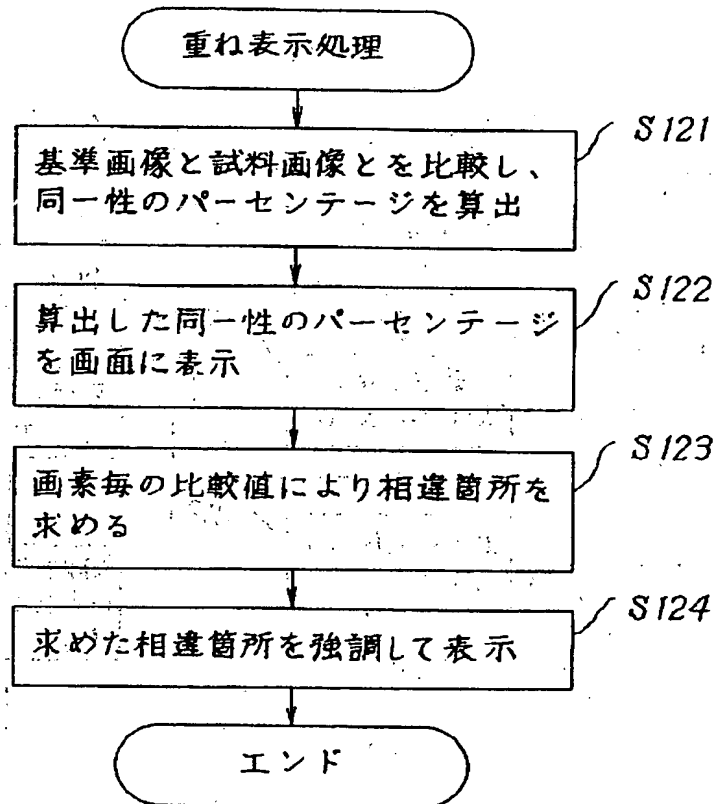 重ね表示処理
S121
基準画像と試料画像とを比較し、
同一性のパーセンテージを算出
S122
算出した同一性のパーセンテージ
を画面に表示
S123
画素毎の比較値により相違箇所を
求める
S124
求めた相違箇所を強調して表示
エンド